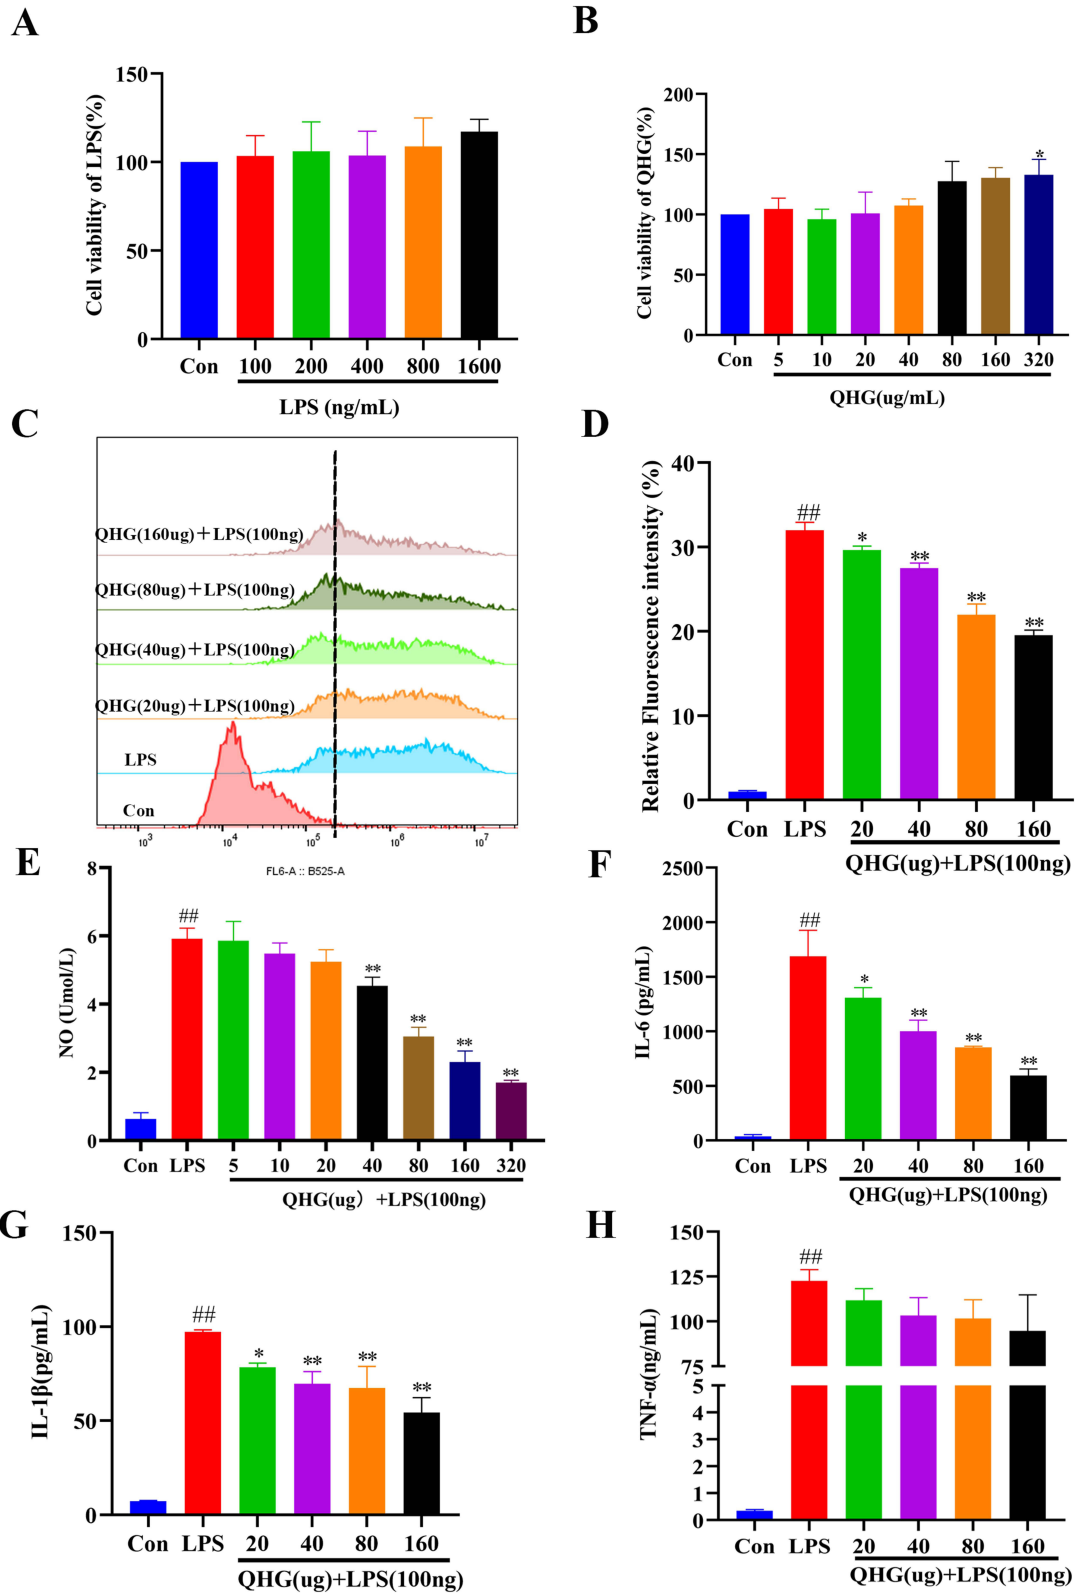 A
Cell viability of LPS(%)
150
100
50
0
Con 100 200 400 800 1600
LPS (ng/mL)
B
Cell viability of QHG(%)
200
150
100
50
0
*
Con 5 10 20 40 80 160 320
QHG(ug/mL)
C
QHG(160ug)+LPS(100ng)
QHG(80ug)+LPS(100ng)
QHG(40ug)+LPS(100ng)
QHG(20ug)+LPS(100ng)
LPS
Con
10³ 10⁴ 10⁵ 10⁶ 10⁷
FL6-A :: B525-A
D
Relative Fluorescence intensity (%)
40
30
20
10
0
## * ** ** **
Con LPS 20 40 80 160
QHG(ug)+LPS(100ng)
E
NO (Umol/L)
8
6
4
2
0
## ** ** ** **
Con LPS 5 10 20 40 80 160 320
QHG(ug）+LPS(100ng)
F
IL-6 (pg/mL)
2500
2000
1500
1000
500
0
## * ** ** **
Con LPS 20 40 80 160
QHG(ug)+LPS(100ng)
G
IL-1β(pg/mL)
150
100
50
0
## * ** ** **
Con LPS 20 40 80 160
QHG(ug)+LPS(100ng)
H
TNF-α(ng/mL)
150
125
100
75
5
4
3
2
1
0
##
Con LPS 20 40 80 160
QHG(ug)+LPS(100ng)